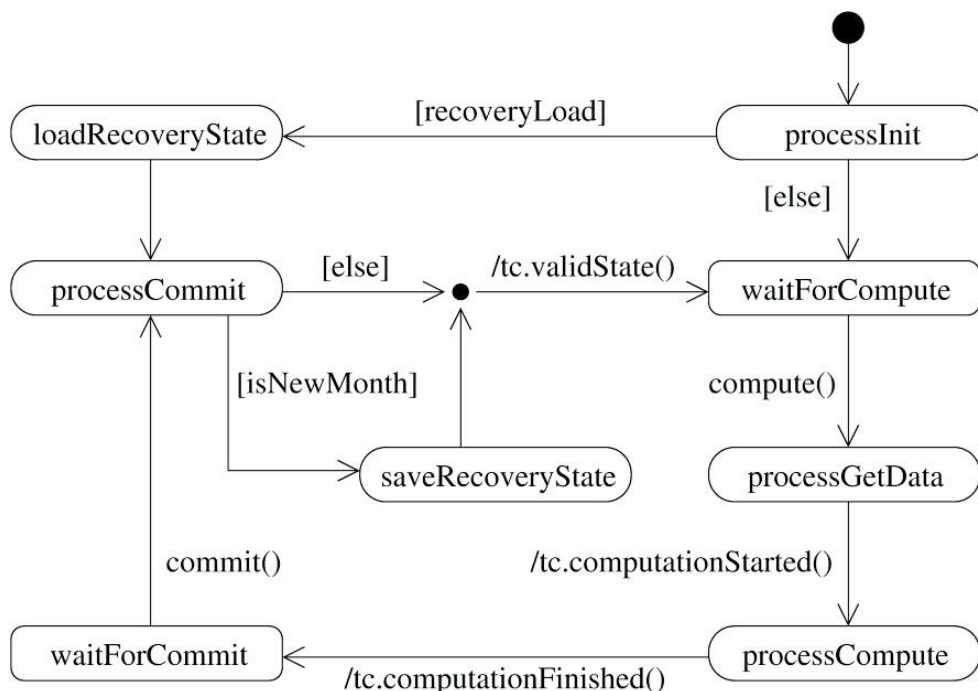 [recoveryLoad]
loadRecoveryState
processInit
[else]
[else]
/tc.validState()
processCommit
waitForCompute
[isNewMonth]
compute()
saveRecoveryState
processGetData
commit()
/tc.computationStarted()
waitForCommit
processCompute
/tc.computationFinished()